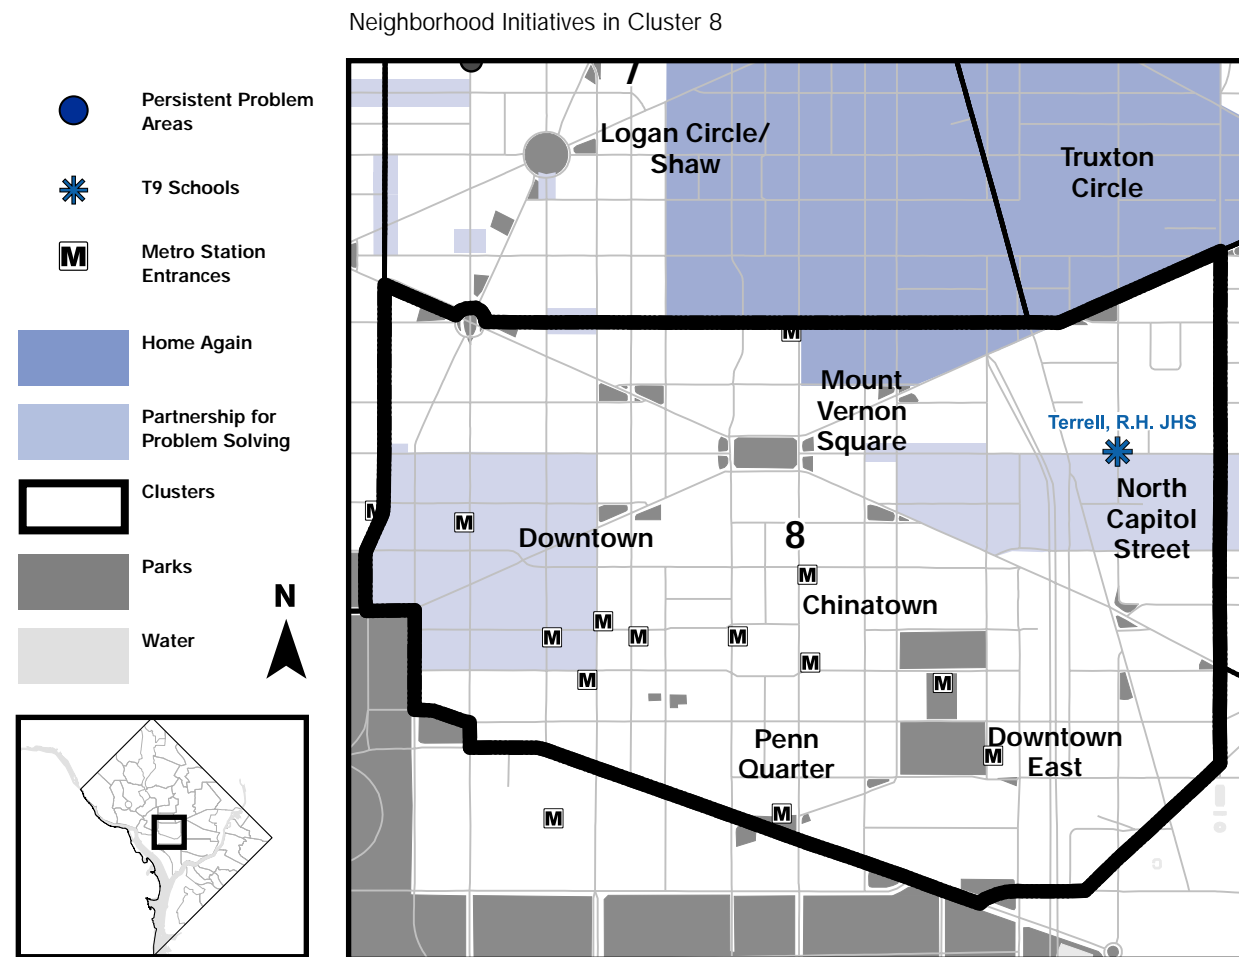 Neighborhood Initiatives in Cluster 8
Persistent Problem
Areas
T9 Schools
M
Metro Station
Entrances
Home Again
Partnership for
Problem Solving
Clusters
Parks
N
Water
7
Logan Circle/
Shaw
Truxton
Circle
M
Mount
Vernon
Square
Terrell, R.H. JHS
North
Capitol
Street
M
M
Downtown
8
M
Chinatown
M
M
M
M
M
M
M
Penn
Quarter
Downtown
East
M
M
M